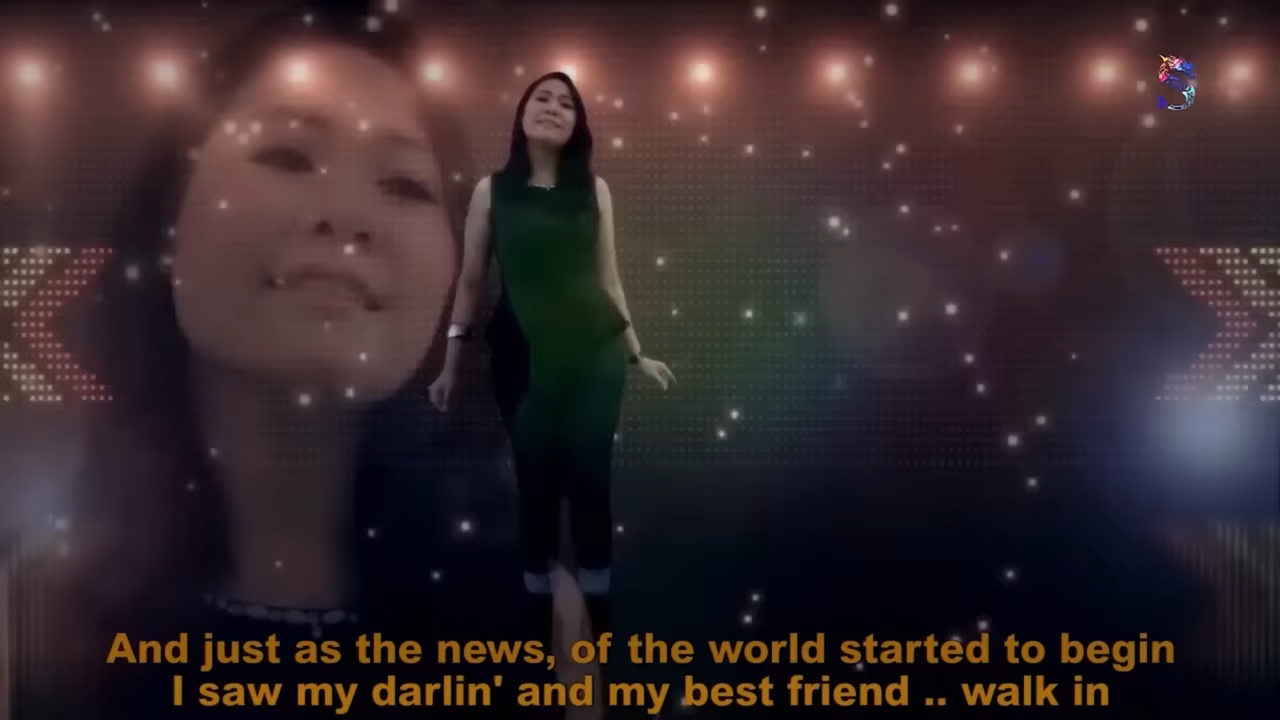 And just as the news, of the world started to begin
I saw my darlin' and my best friend .. walk in